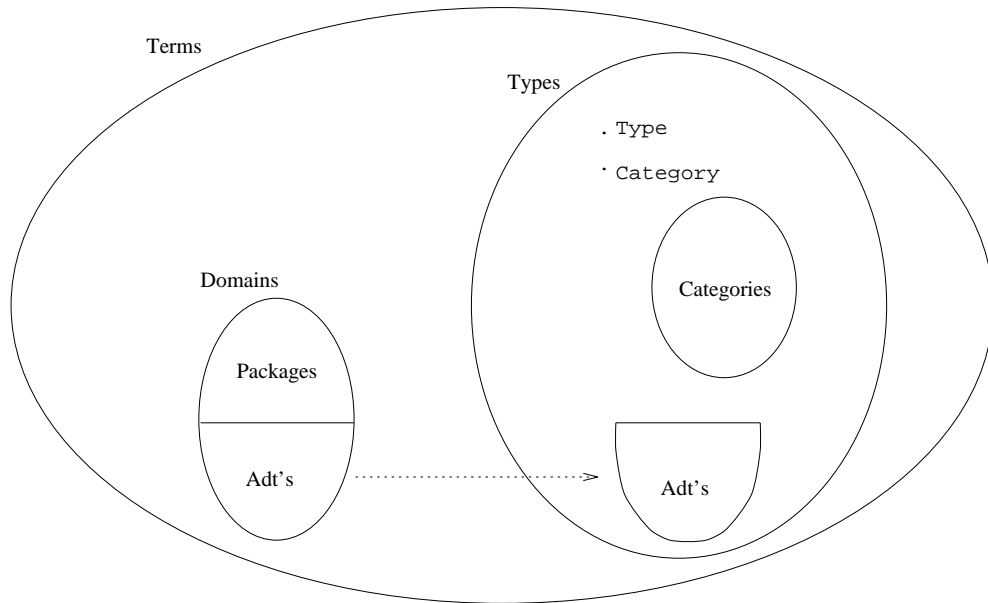 Terms
Types
. Type
. Category
Domains
Categories
Packages
Adt's
Adt's